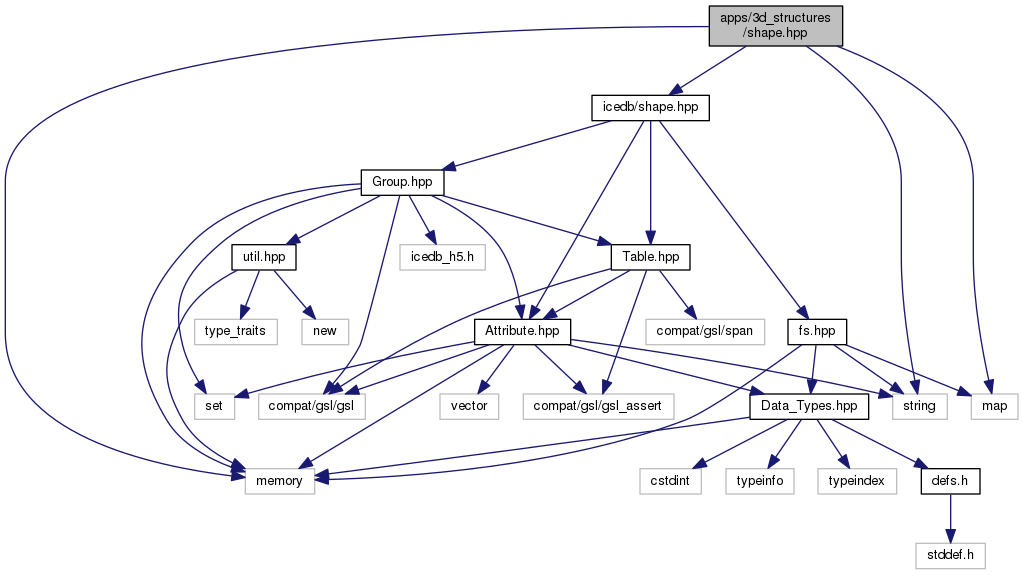 apps/3d_structures
/shape.hpp
icedb/shape.hpp
Group.hpp
util.hpp
icedb_h5.h
Table.hpp
type_traits
new
Attribute.hpp
compat/gsl/span
fs.hpp
set
compat/gsl/gsl
vector
compat/gsl/gsl_assert
Data_Types.hpp
string
map
memory
cstdint
typeinfo
typeindex
defs.h
stddef.h